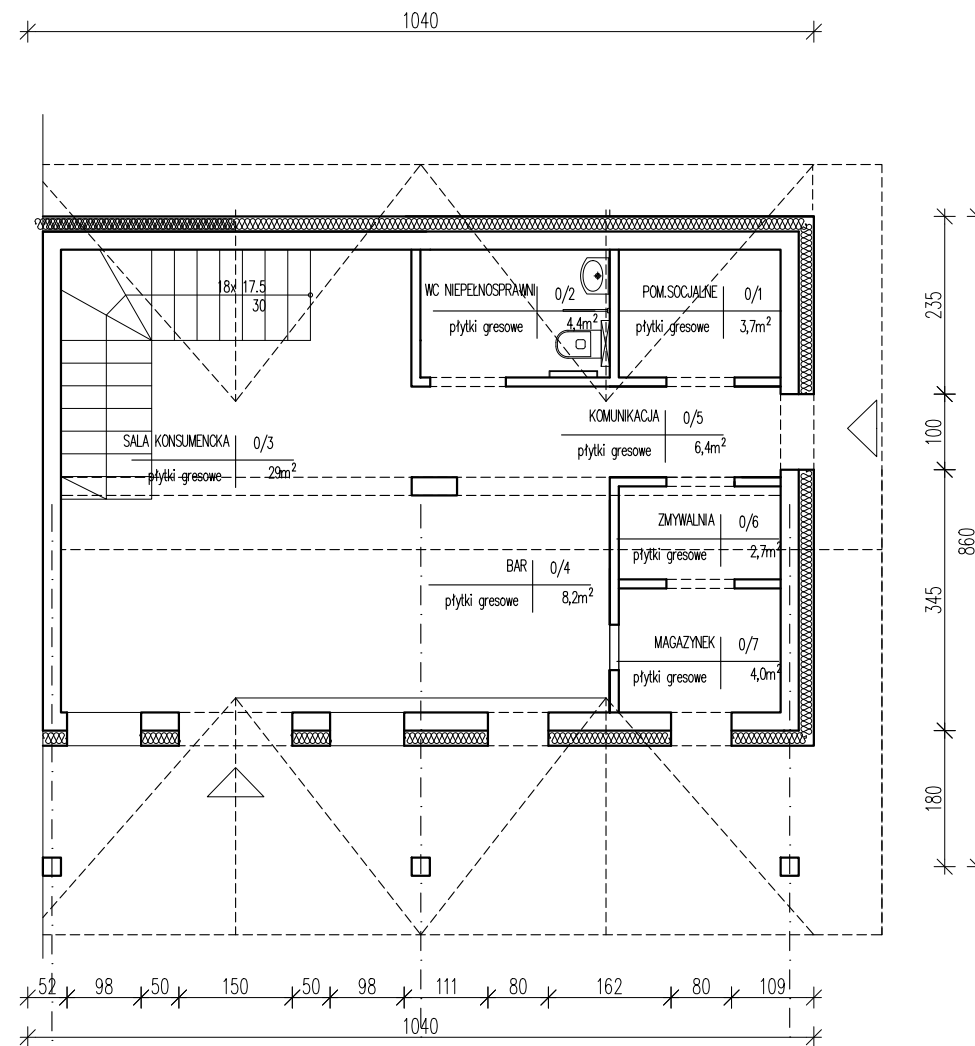 1040
18x 17.5
30
WC NIEPEŁNOSPRAWNI 0/2
płytki gresowe 4.4m²
POM.SOCJALNE 0/1
płytki gresowe 3,7m²
235
KOMUNIKACJA 0/5
płytki gresowe 6,4m²
100
SALA KONSUMENCKA 0/3
płytki gresowe 29m²
ZMYWALNIA 0/6
płytki gresowe 2,7m²
860
BAR 0/4
płytki gresowe 8,2m²
345
MAGAZYNEK 0/7
płytki gresowe 4,0m²
180
52 98 50 150 50 98 111 80 162 80 109
1040